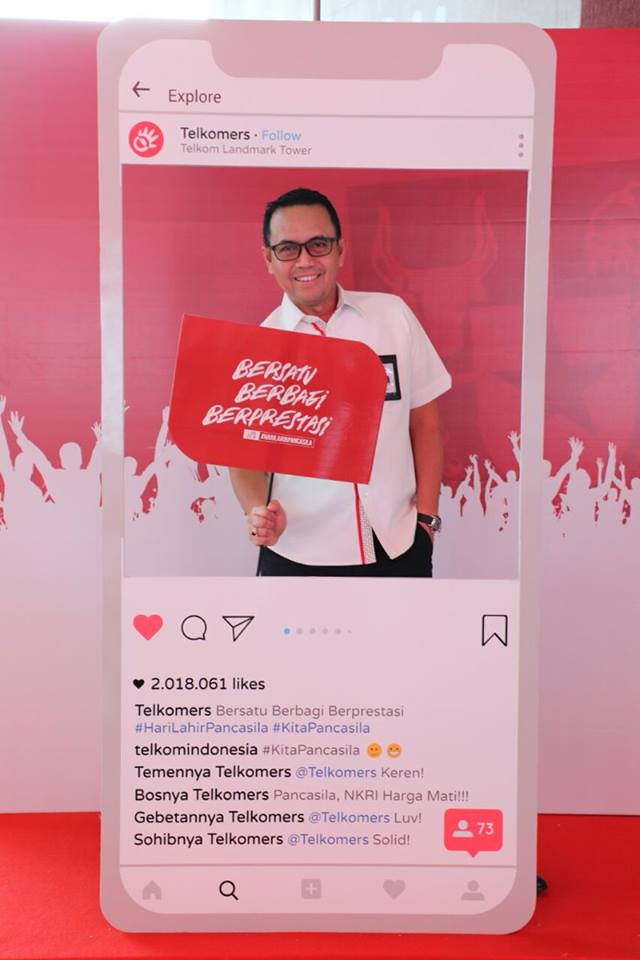 Explore
Telkomers · Follow
Telkom Landmark Tower
BERSATU
BERBAGI
BERPRESTASI
#HARILAHIRPANCASILA
2.018.061 likes
Telkomers Bersatu Berbagi Berprestasi
#HariLahirPancasila #KitaPancasila
telkomindonesia #KitaPancasila 😊😁
Temennya Telkomers @Telkomers Keren!
Bosnya Telkomers Pancasila, NKRI Harga Mati!!!
Gebetannya Telkomers @Telkomers Luv!
Sohibnya Telkomers @Telkomers Solid!
73